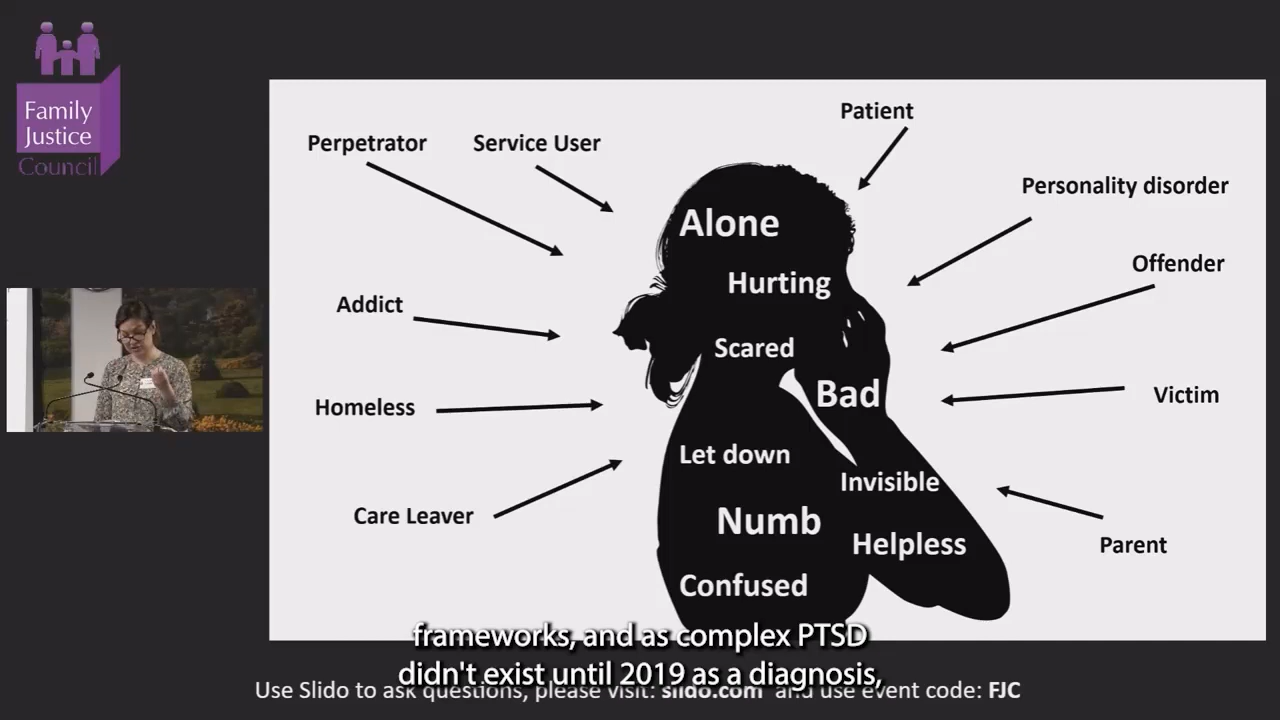 Family
Justice
Council
Perpetrator
Service User
Patient
Personality disorder
Offender
Addict
Homeless
Victim
Care Leaver
Parent
Alone
Hurting
Scared
Bad
Let down
Invisible
Numb
Helpless
Confused
frameworks, and as complex PTSD
didn't exist until 2019 as a diagnosis,
Use Slido to ask questions, please visit: slido.com and use event code: FJC